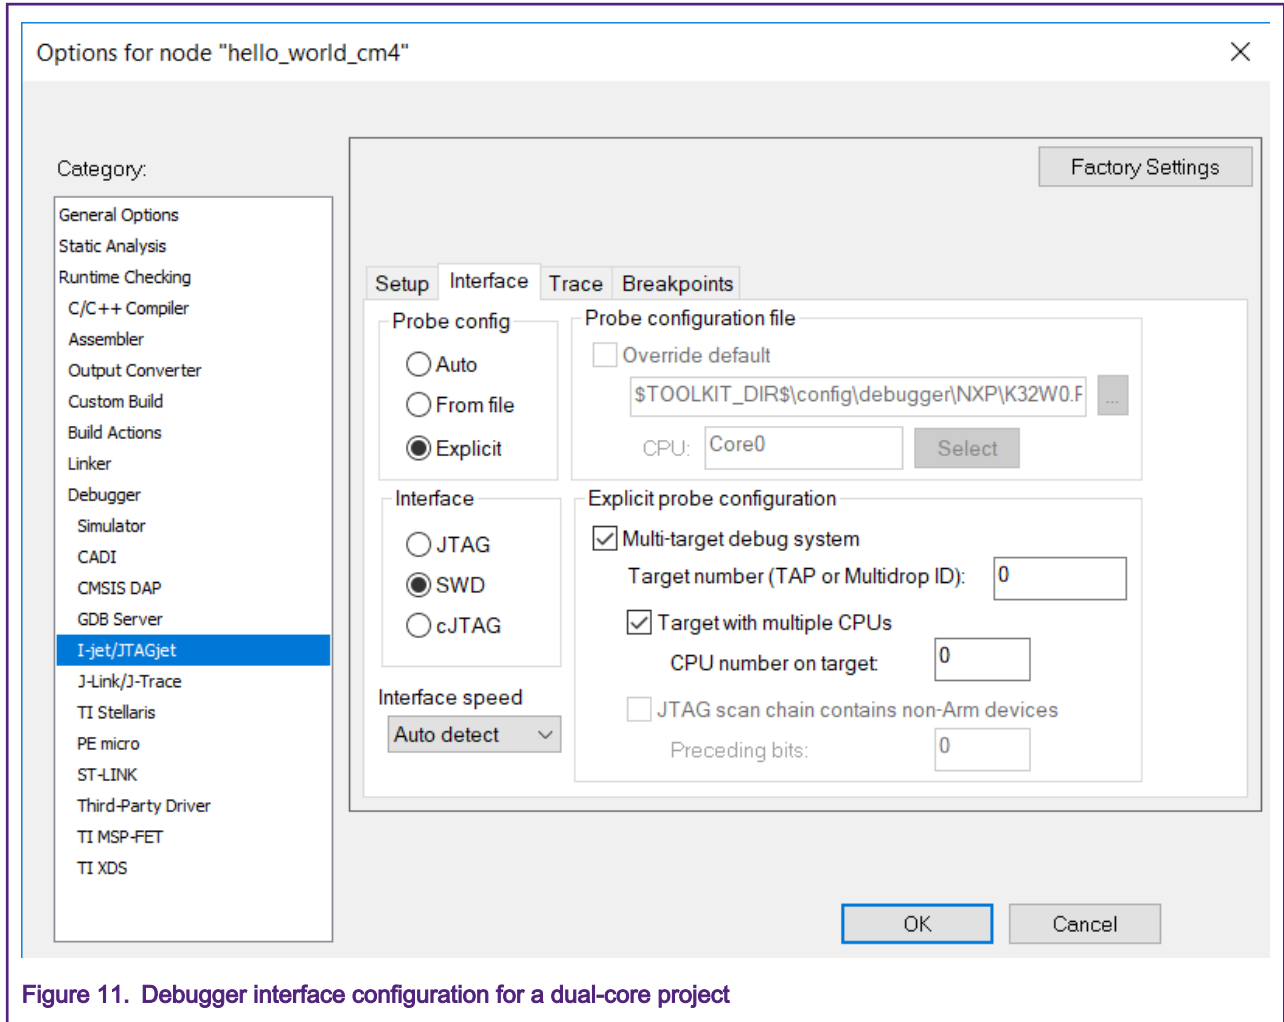 Options for node "hello_world_cm4"
Category:
Factory Settings
General Options
Static Analysis
Runtime Checking
C/C++ Compiler
Assembler
Output Converter
Custom Build
Build Actions
Linker
Debugger
Simulator
CADI
CMSIS DAP
GDB Server
I-jet/JTAGjet
J-Link/J-Trace
TI Stellaris
PE micro
ST-LINK
Third-Party Driver
TI MSP-FET
TI XDS
Setup Interface Trace Breakpoints
Probe config
Auto
From file
Explicit
Probe configuration file
Override default
$TOOLKIT_DIR$\config\debugger\NXP\K32W0.F ...
CPU: Core0 Select
Interface
JTAG
SWD
cJTAG
Interface speed
Auto detect
Explicit probe configuration
Multi-target debug system
Target number (TAP or Multidrop ID): 0
Target with multiple CPUs
CPU number on target: 0
JTAG scan chain contains non-Arm devices
Preceding bits: 0
OK Cancel
Figure 11. Debugger interface configuration for a dual-core project